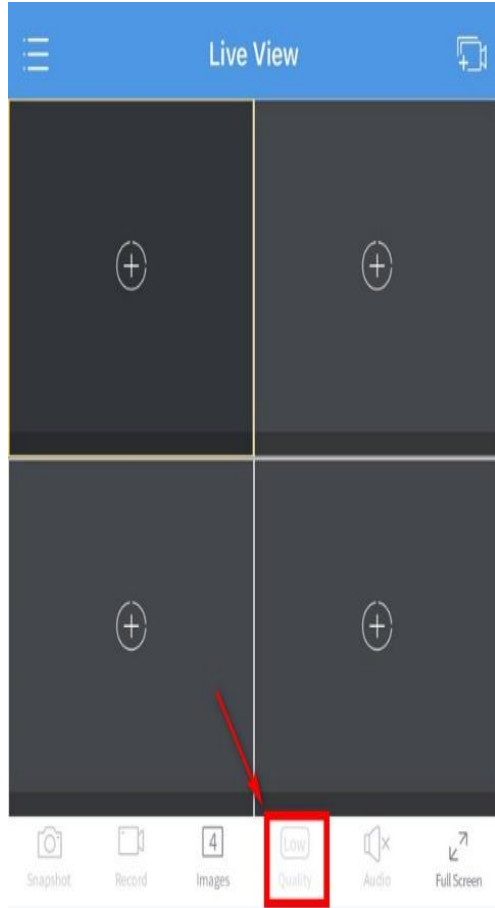 Live View
4
Low
Snapshot
Record
Images
Quality
Audio
Full Screen